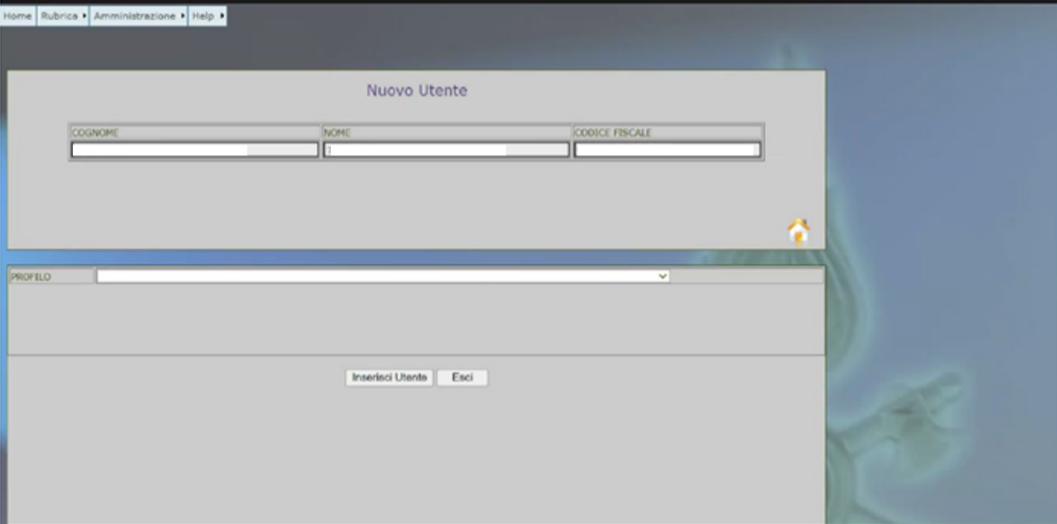 Home Rubrica Amministrazione Help
Nuovo Utente
COGNOME NOME CODICE FISCALE
PROFILO
Inserisci Utente Esci